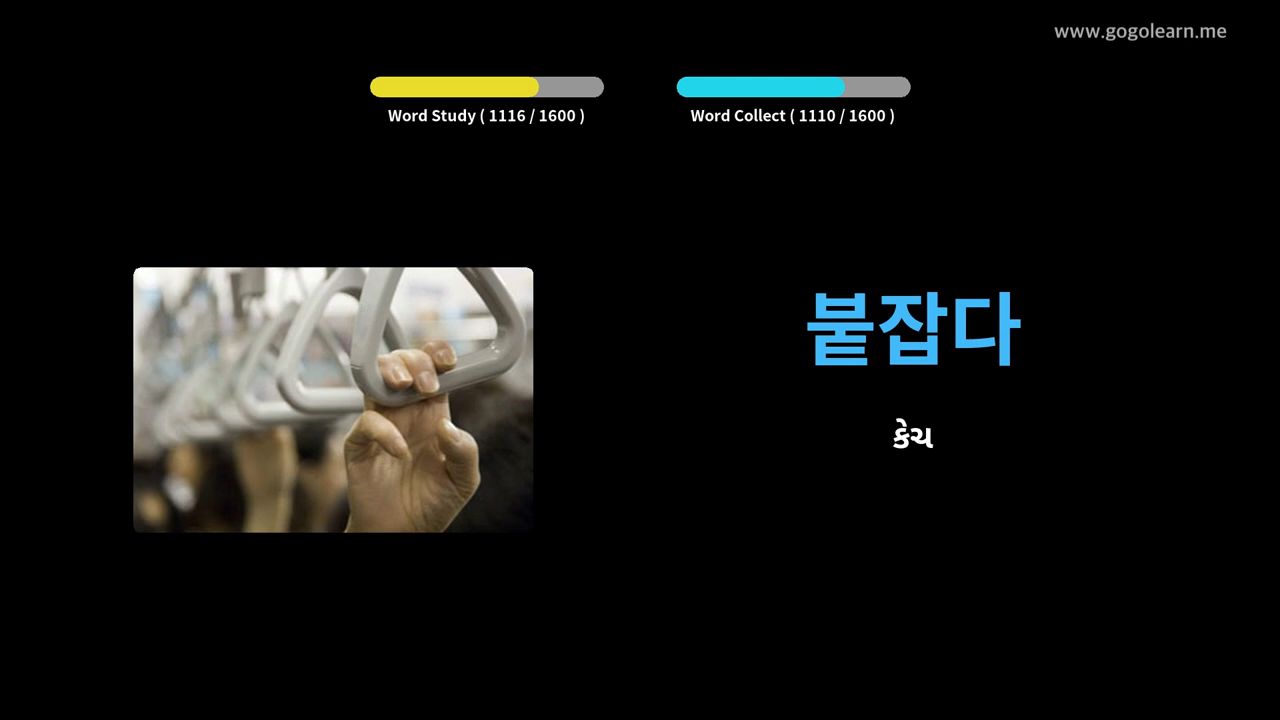 www.gogolearn.me
Word Study ( 1116 / 1600 )
Word Collect ( 1110 / 1600 )
붙잡다
કેચ